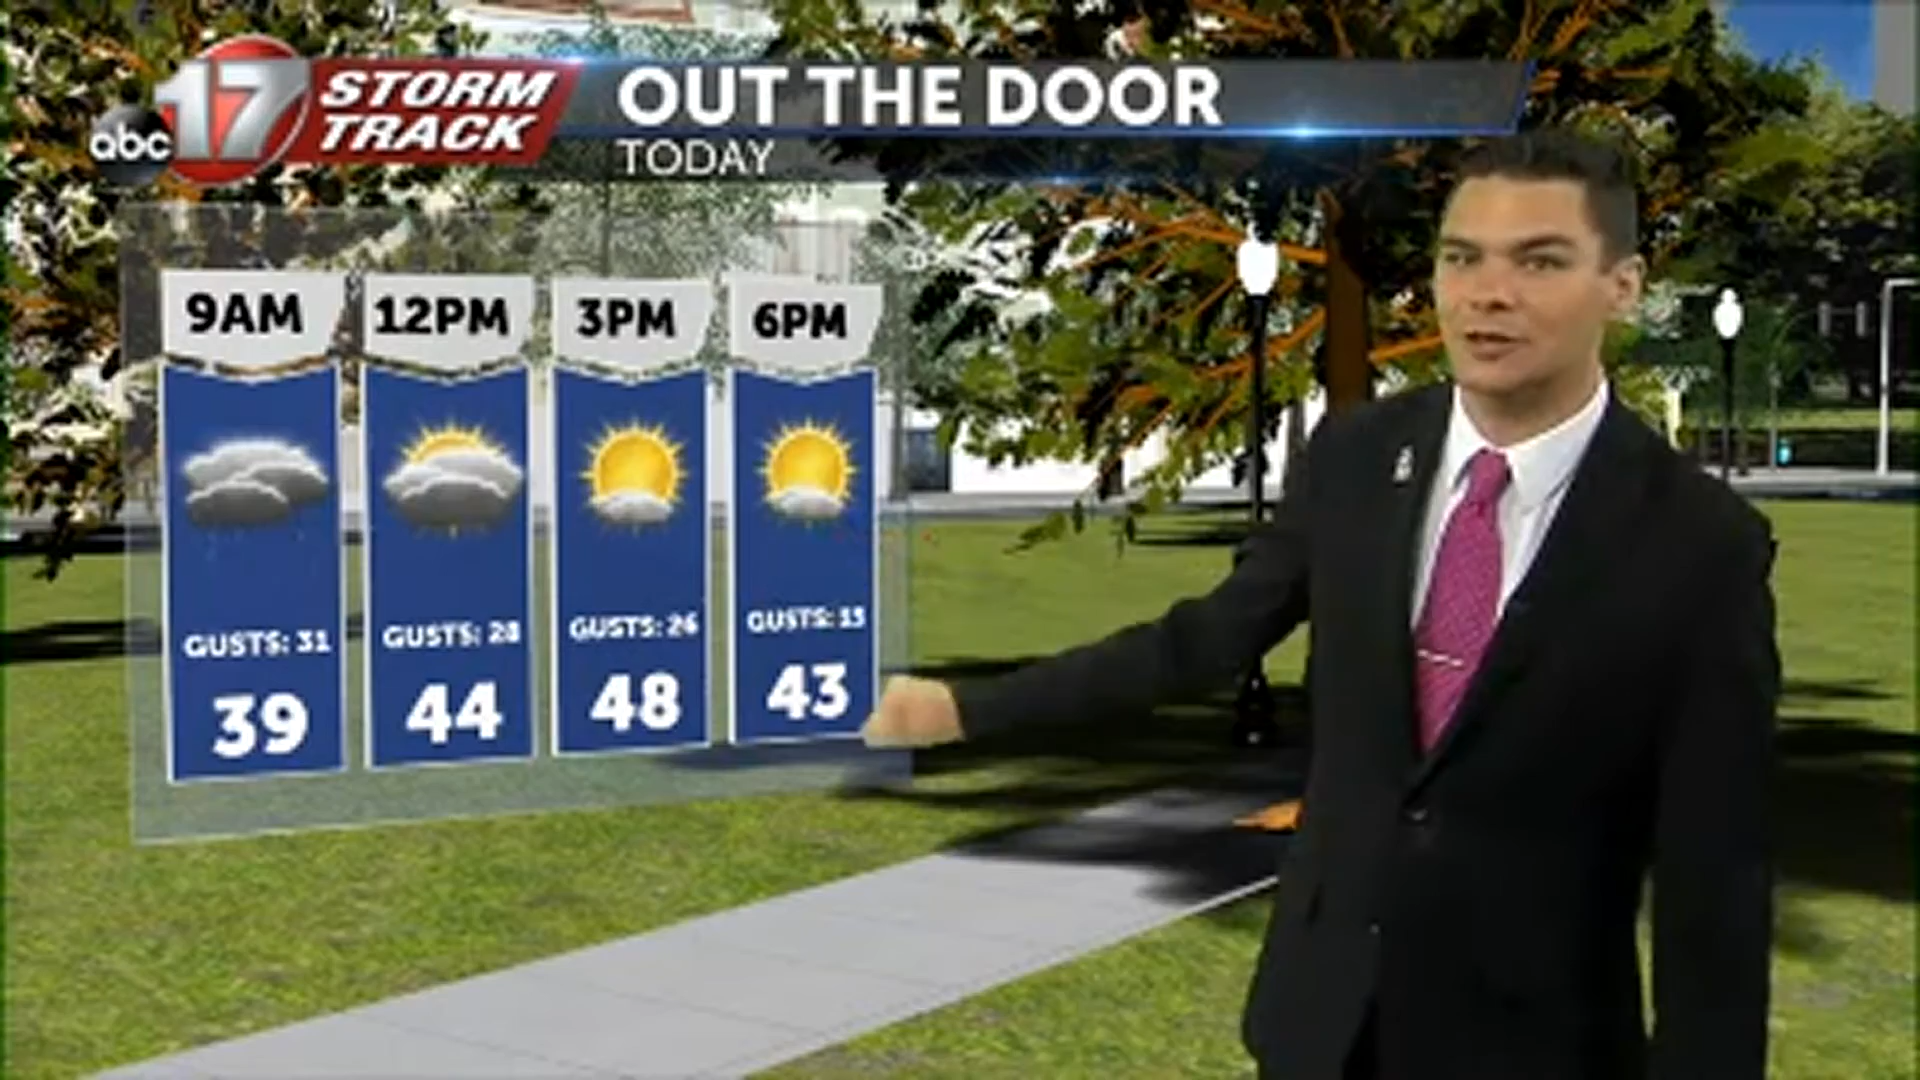 abc 17 STORM TRACK
OUT THE DOOR
TODAY
9AM 12PM 3PM 6PM
GUSTS: 31 GUSTS: 28 GUSTS: 26 GUSTS:
39 44 48 43